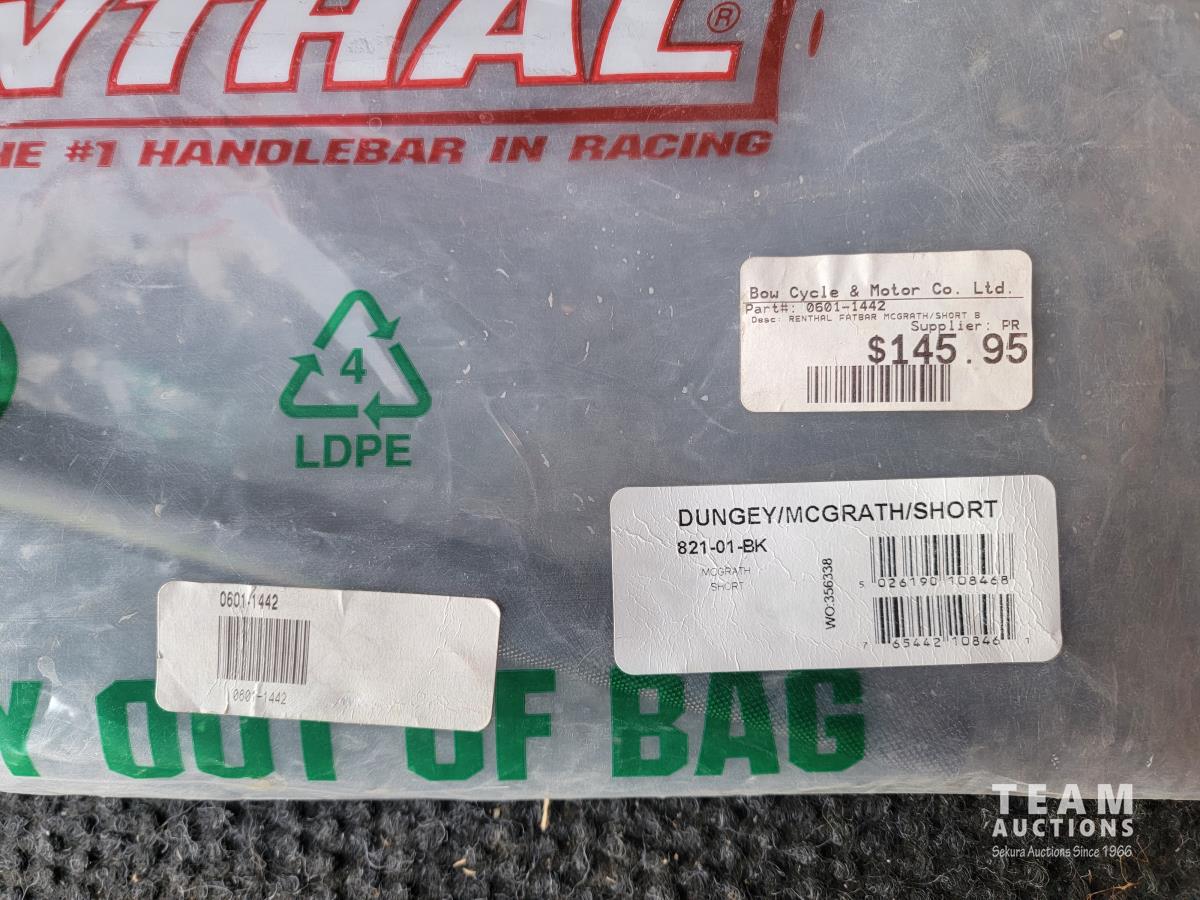 NTHAL®
HE #1 HANDLEBAR IN RACING
Bow Cycle & Motor Co. Ltd.
Part#: 0601-1442
Desc: RENTHAL FATBAR MCGRATH/SHORT B
Supplier: PR
$145.95
4
LDPE
DUNGEY/MCGRATH/SHORT
821-01-BK
MCGRATH
SHORT
WO:356338
5 026190 108468
7 65442 10846 1
0601-1442
0601-1442
Y OUT OF BAG
TEAM
AUCTIONS
Sekura Auctions Since 1966